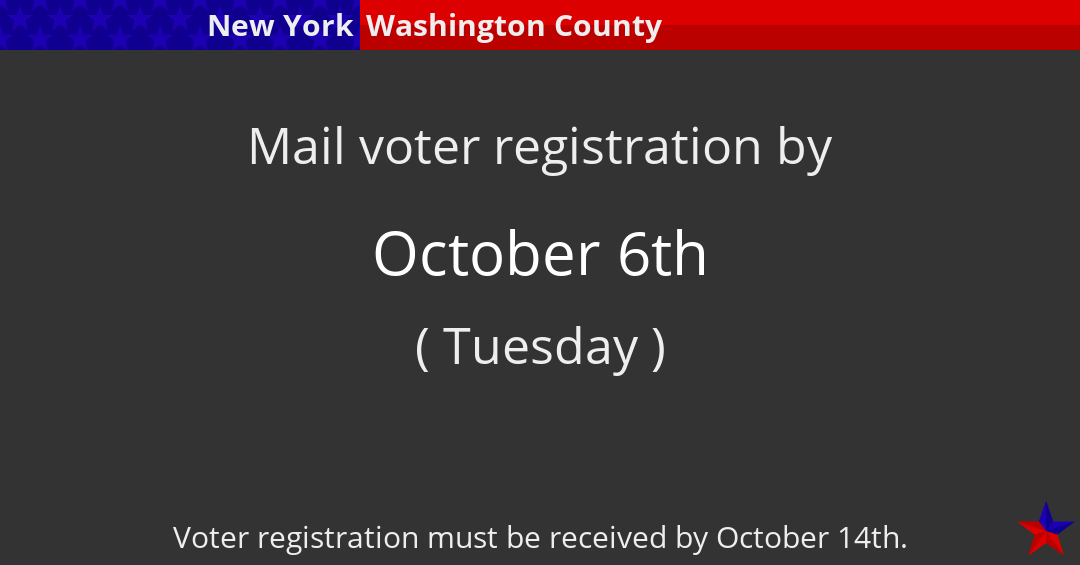 New York Washington County
Mail voter registration by
October 6th
( Tuesday )
Voter registration must be received by October 14th.